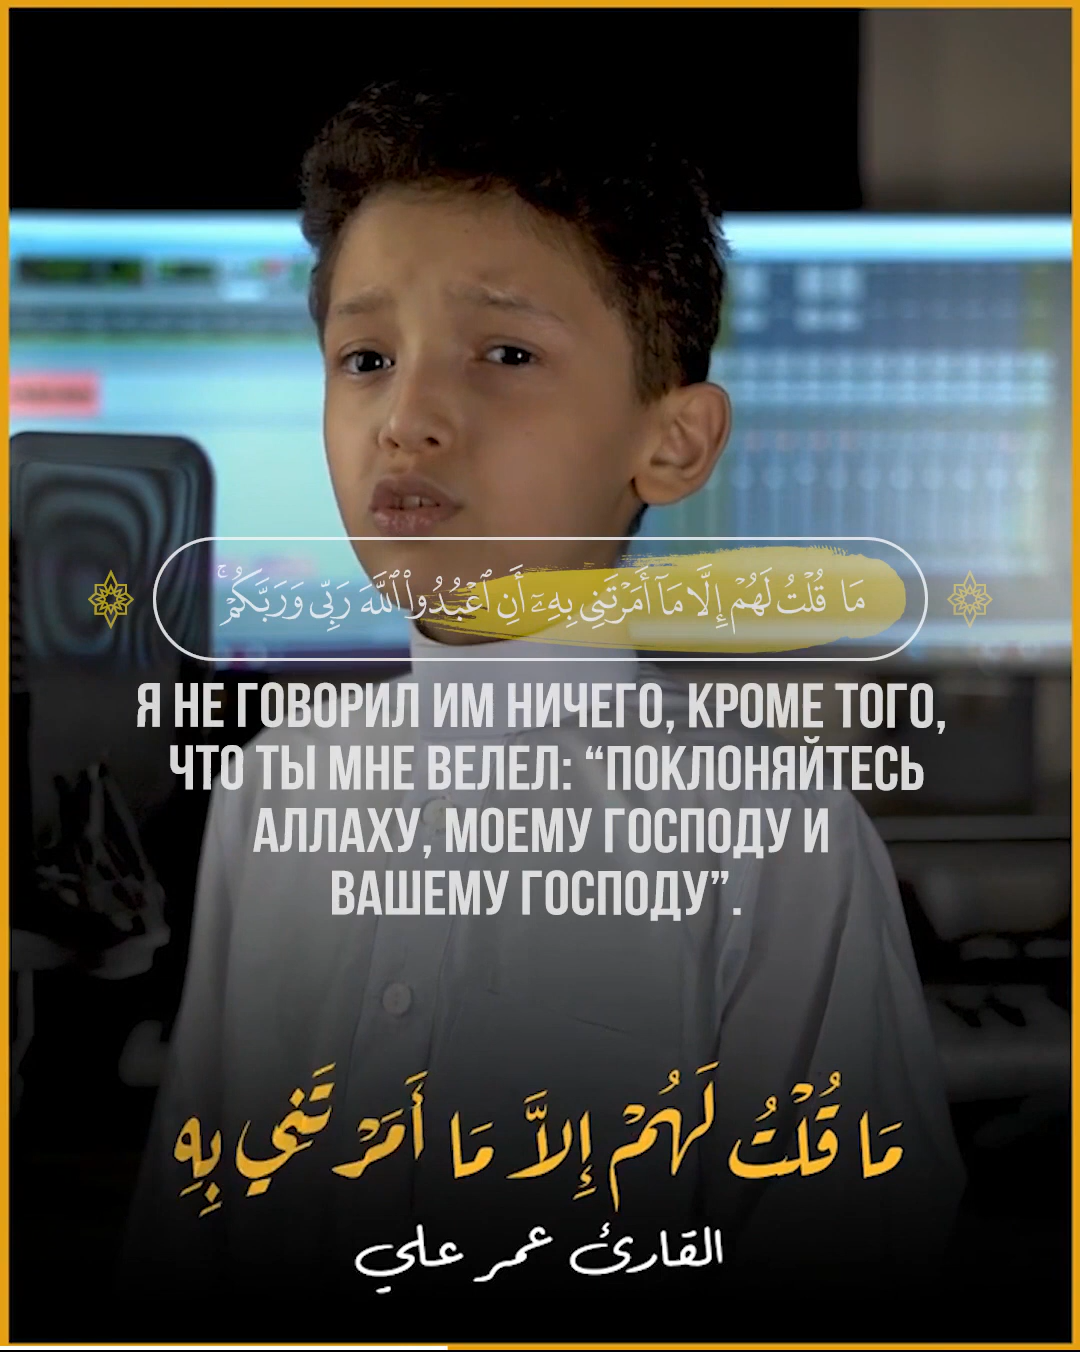 مَا قُلْتُ لَهُمْ إِلَّا مَآ أَمَرْتَنِى بِهِۦٓ أَنِ ٱعْبُدُوا۟ ٱللَّهَ رَبِّى وَرَبَّكُمْ ۚ
Я НЕ ГОВОРИЛ ИМ НИЧЕГО, КРОМЕ ТОГО,
ЧТО ТЫ МНЕ ВЕЛЕЛ: “ПОКЛОНЯЙТЕСЬ
АЛЛАХУ, МОЕМУ ГОСПОДУ И
ВАШЕМУ ГОСПОДУ”.
مَا قُلْتُ لَهُمْ إِلاَّ مَا أَمَرْتَنِي بِهِ
القارئ عمر علي